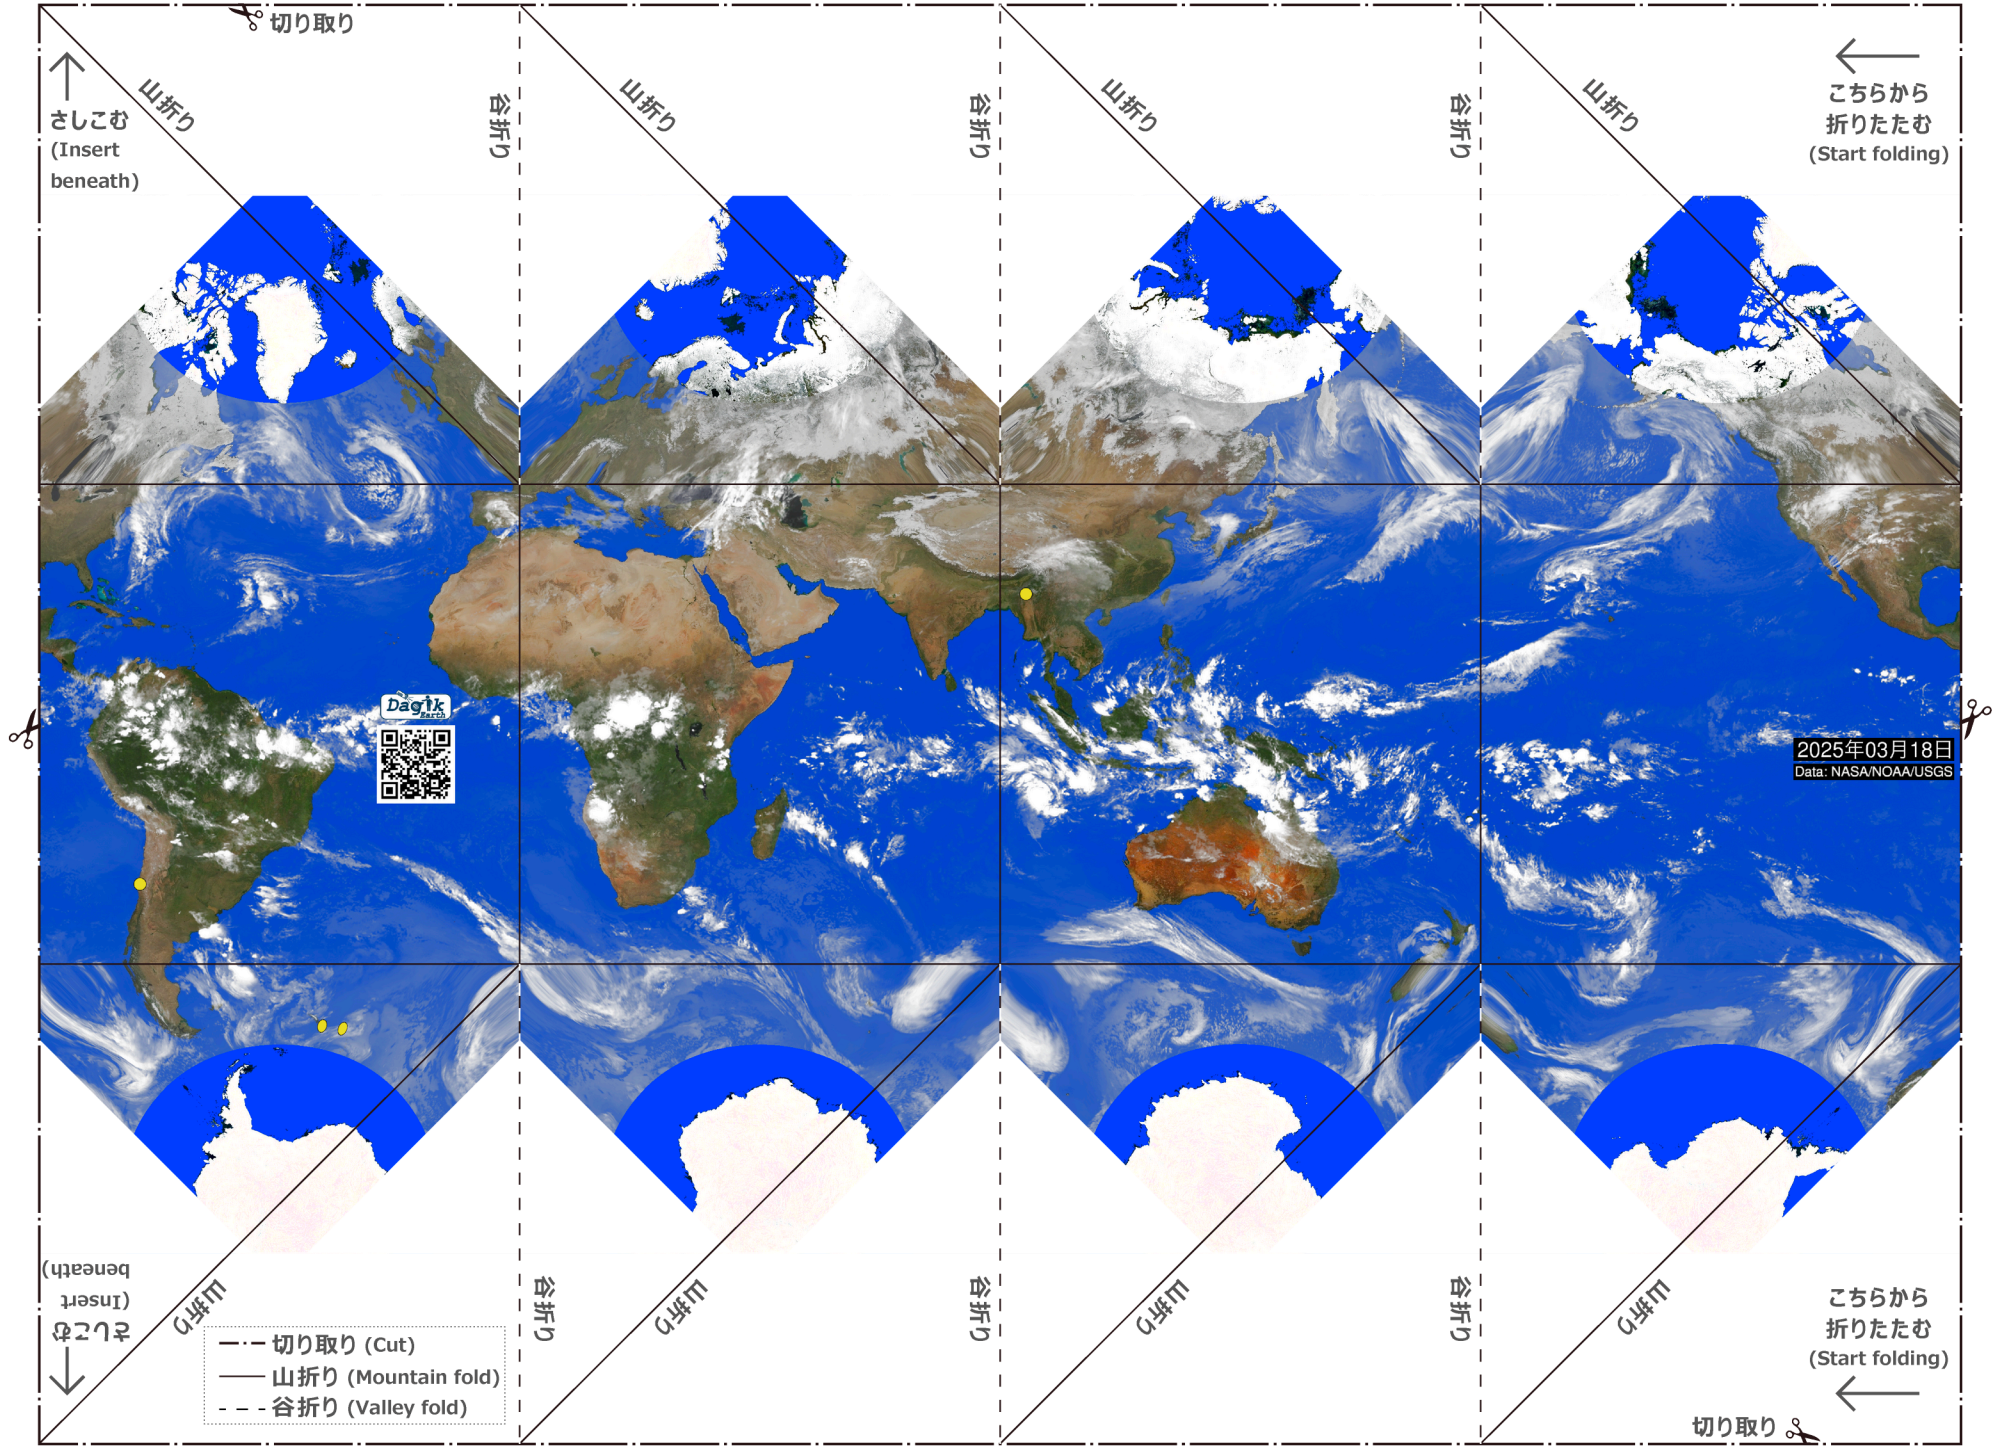 切り取り
さしこむ
(Insert
beneath)
山折り
谷折り
山折り
谷折り
山折り
谷折り
山折り
こちらから
折りたたむ
(Start folding)
Dagik
Earth
2025年03月18日
Data: NASA/NOAA/USGS
さしこむ
(Insert
beneath)
山折り
谷折り
山折り
谷折り
山折り
谷折り
山折り
こちらから
折りたたむ
(Start folding)
切り取り (Cut)
山折り (Mountain fold)
谷折り (Valley fold)
切り取り